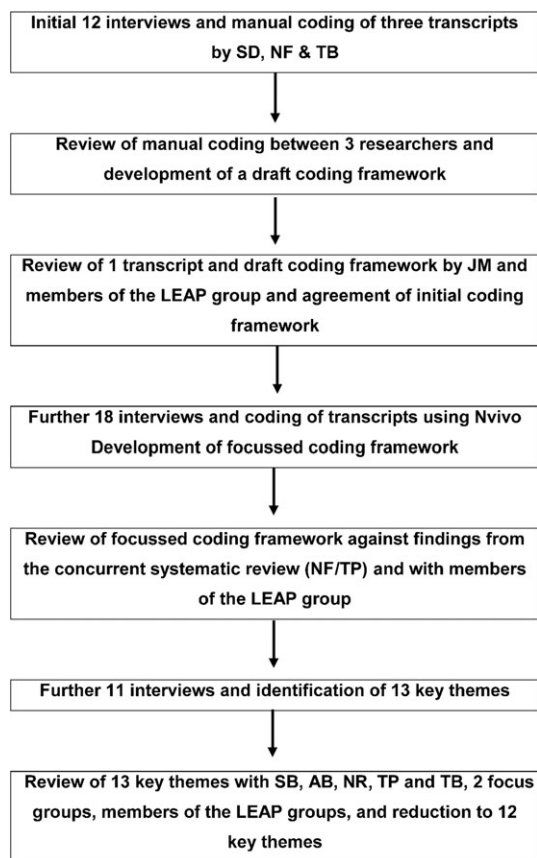 Initial 12 interviews and manual coding of three transcripts
by SD, NF & TB
Review of manual coding between 3 researchers and
development of a draft coding framework
Review of 1 transcript and draft coding framework by JM and
members of the LEAP group and agreement of initial coding
framework
Further 18 interviews and coding of transcripts using Nvivo
Development of focussed coding framework
Review of focussed coding framework against findings from
the concurrent systematic review (NF/TP) and with members
of the LEAP group
Further 11 interviews and identification of 13 key themes
Review of 13 key themes with SB, AB, NR, TP and TB, 2 focus
groups, members of the LEAP groups, and reduction to 12
key themes